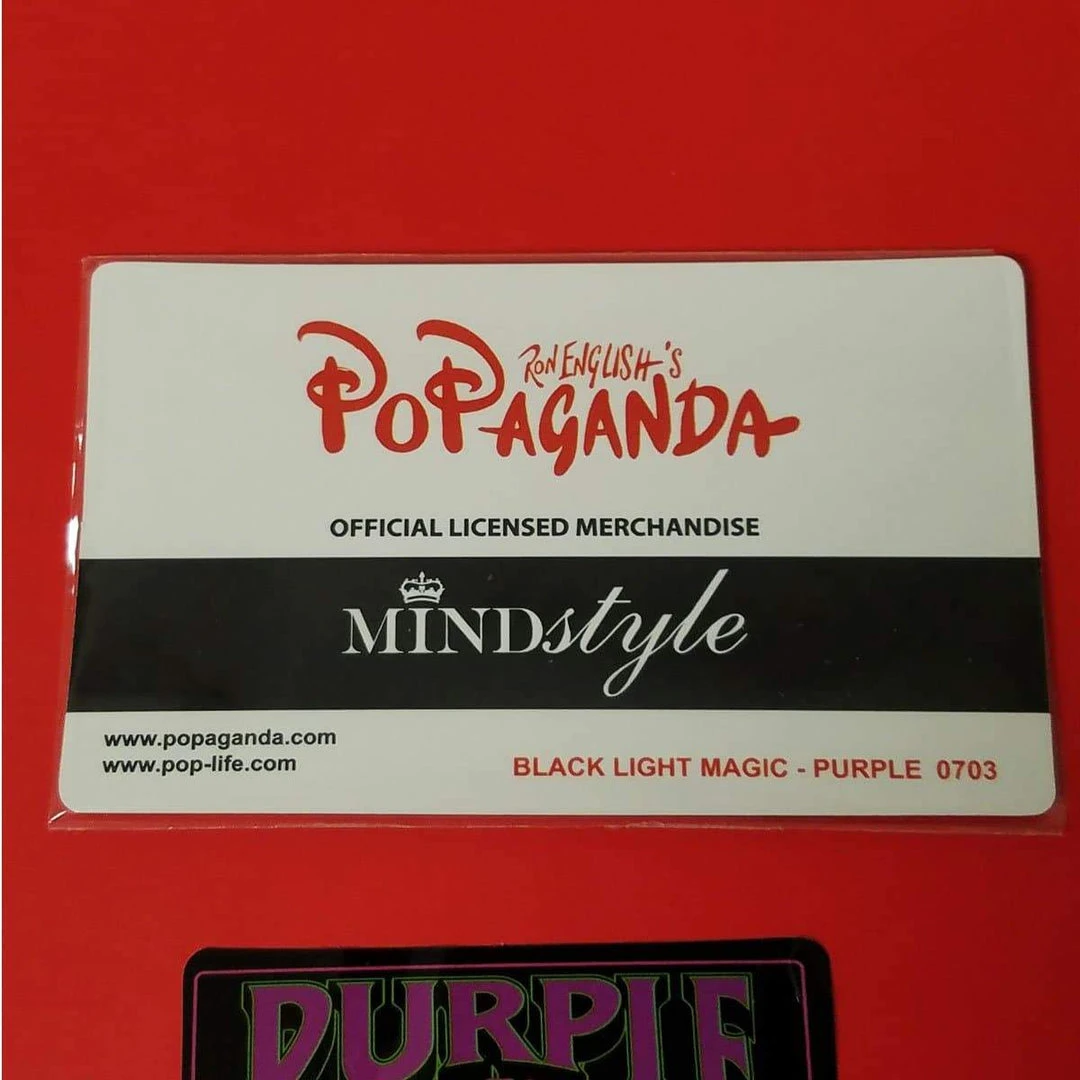 RON ENGLISH'S
POPAGANDA
OFFICIAL LICENSED MERCHANDISE
MINDstyle
www.popaganda.com
www.pop-life.com
BLACK LIGHT MAGIC - PURPLE 0703
PURPLE